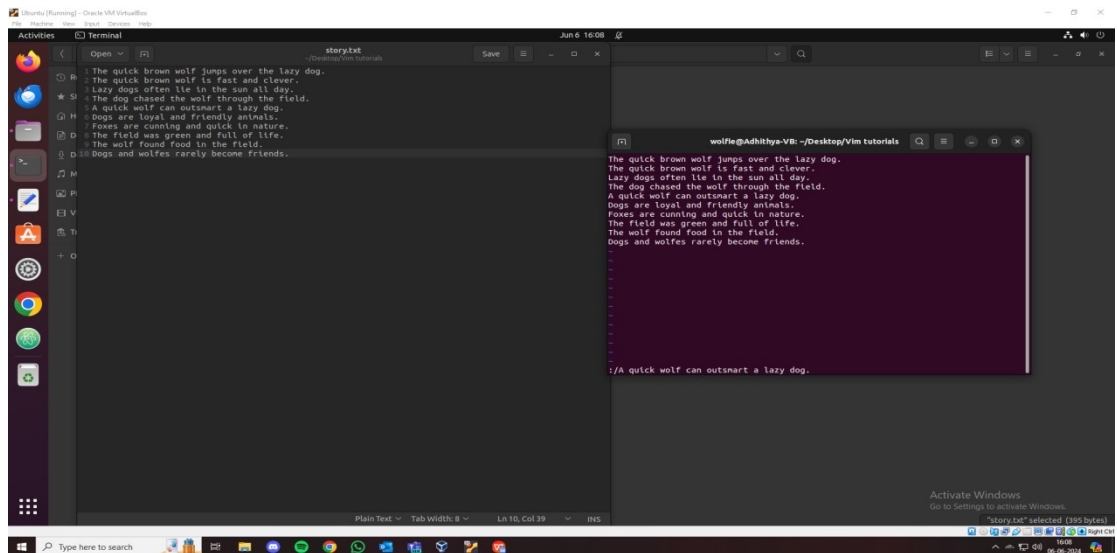 Ubuntu [Running] - Oracle VM VirtualBox
File Machine View Input Devices Help
Activities Terminal Jun 6 16:08
Open story.txt Save
~/Desktop/Vim tutorials
1 The quick brown wolf jumps over the lazy dog.
2 The quick brown wolf is fast and clever.
3 Lazy dogs often lie in the sun all day.
4 The dog chased the wolf through the field.
5 A quick wolf can outsmart a lazy dog.
6 Dogs are loyal and friendly animals.
7 Foxes are cunning and quick in nature.
8 The field was green and full of life.
9 The wolf found food in the field.
10 Dogs and wolfes rarely become friends.
Plain Text Tab Width: 8 Ln 10, Col 39 INS
wolfie@Adhithya-VB: ~/Desktop/Vim tutorials
The quick brown wolf jumps over the lazy dog.
The quick brown wolf is fast and clever.
Lazy dogs often lie in the sun all day.
The dog chased the wolf through the field.
A quick wolf can outsmart a lazy dog.
Dogs are loyal and friendly animals.
Foxes are cunning and quick in nature.
The field was green and full of life.
The wolf found food in the field.
Dogs and wolfes rarely become friends.
:/A quick wolf can outsmart a lazy dog.
Activate Windows
Go to Settings to activate Windows.
"story.txt" selected (395 bytes)
Right Ctrl
Type here to search
16:08
06-06-2024